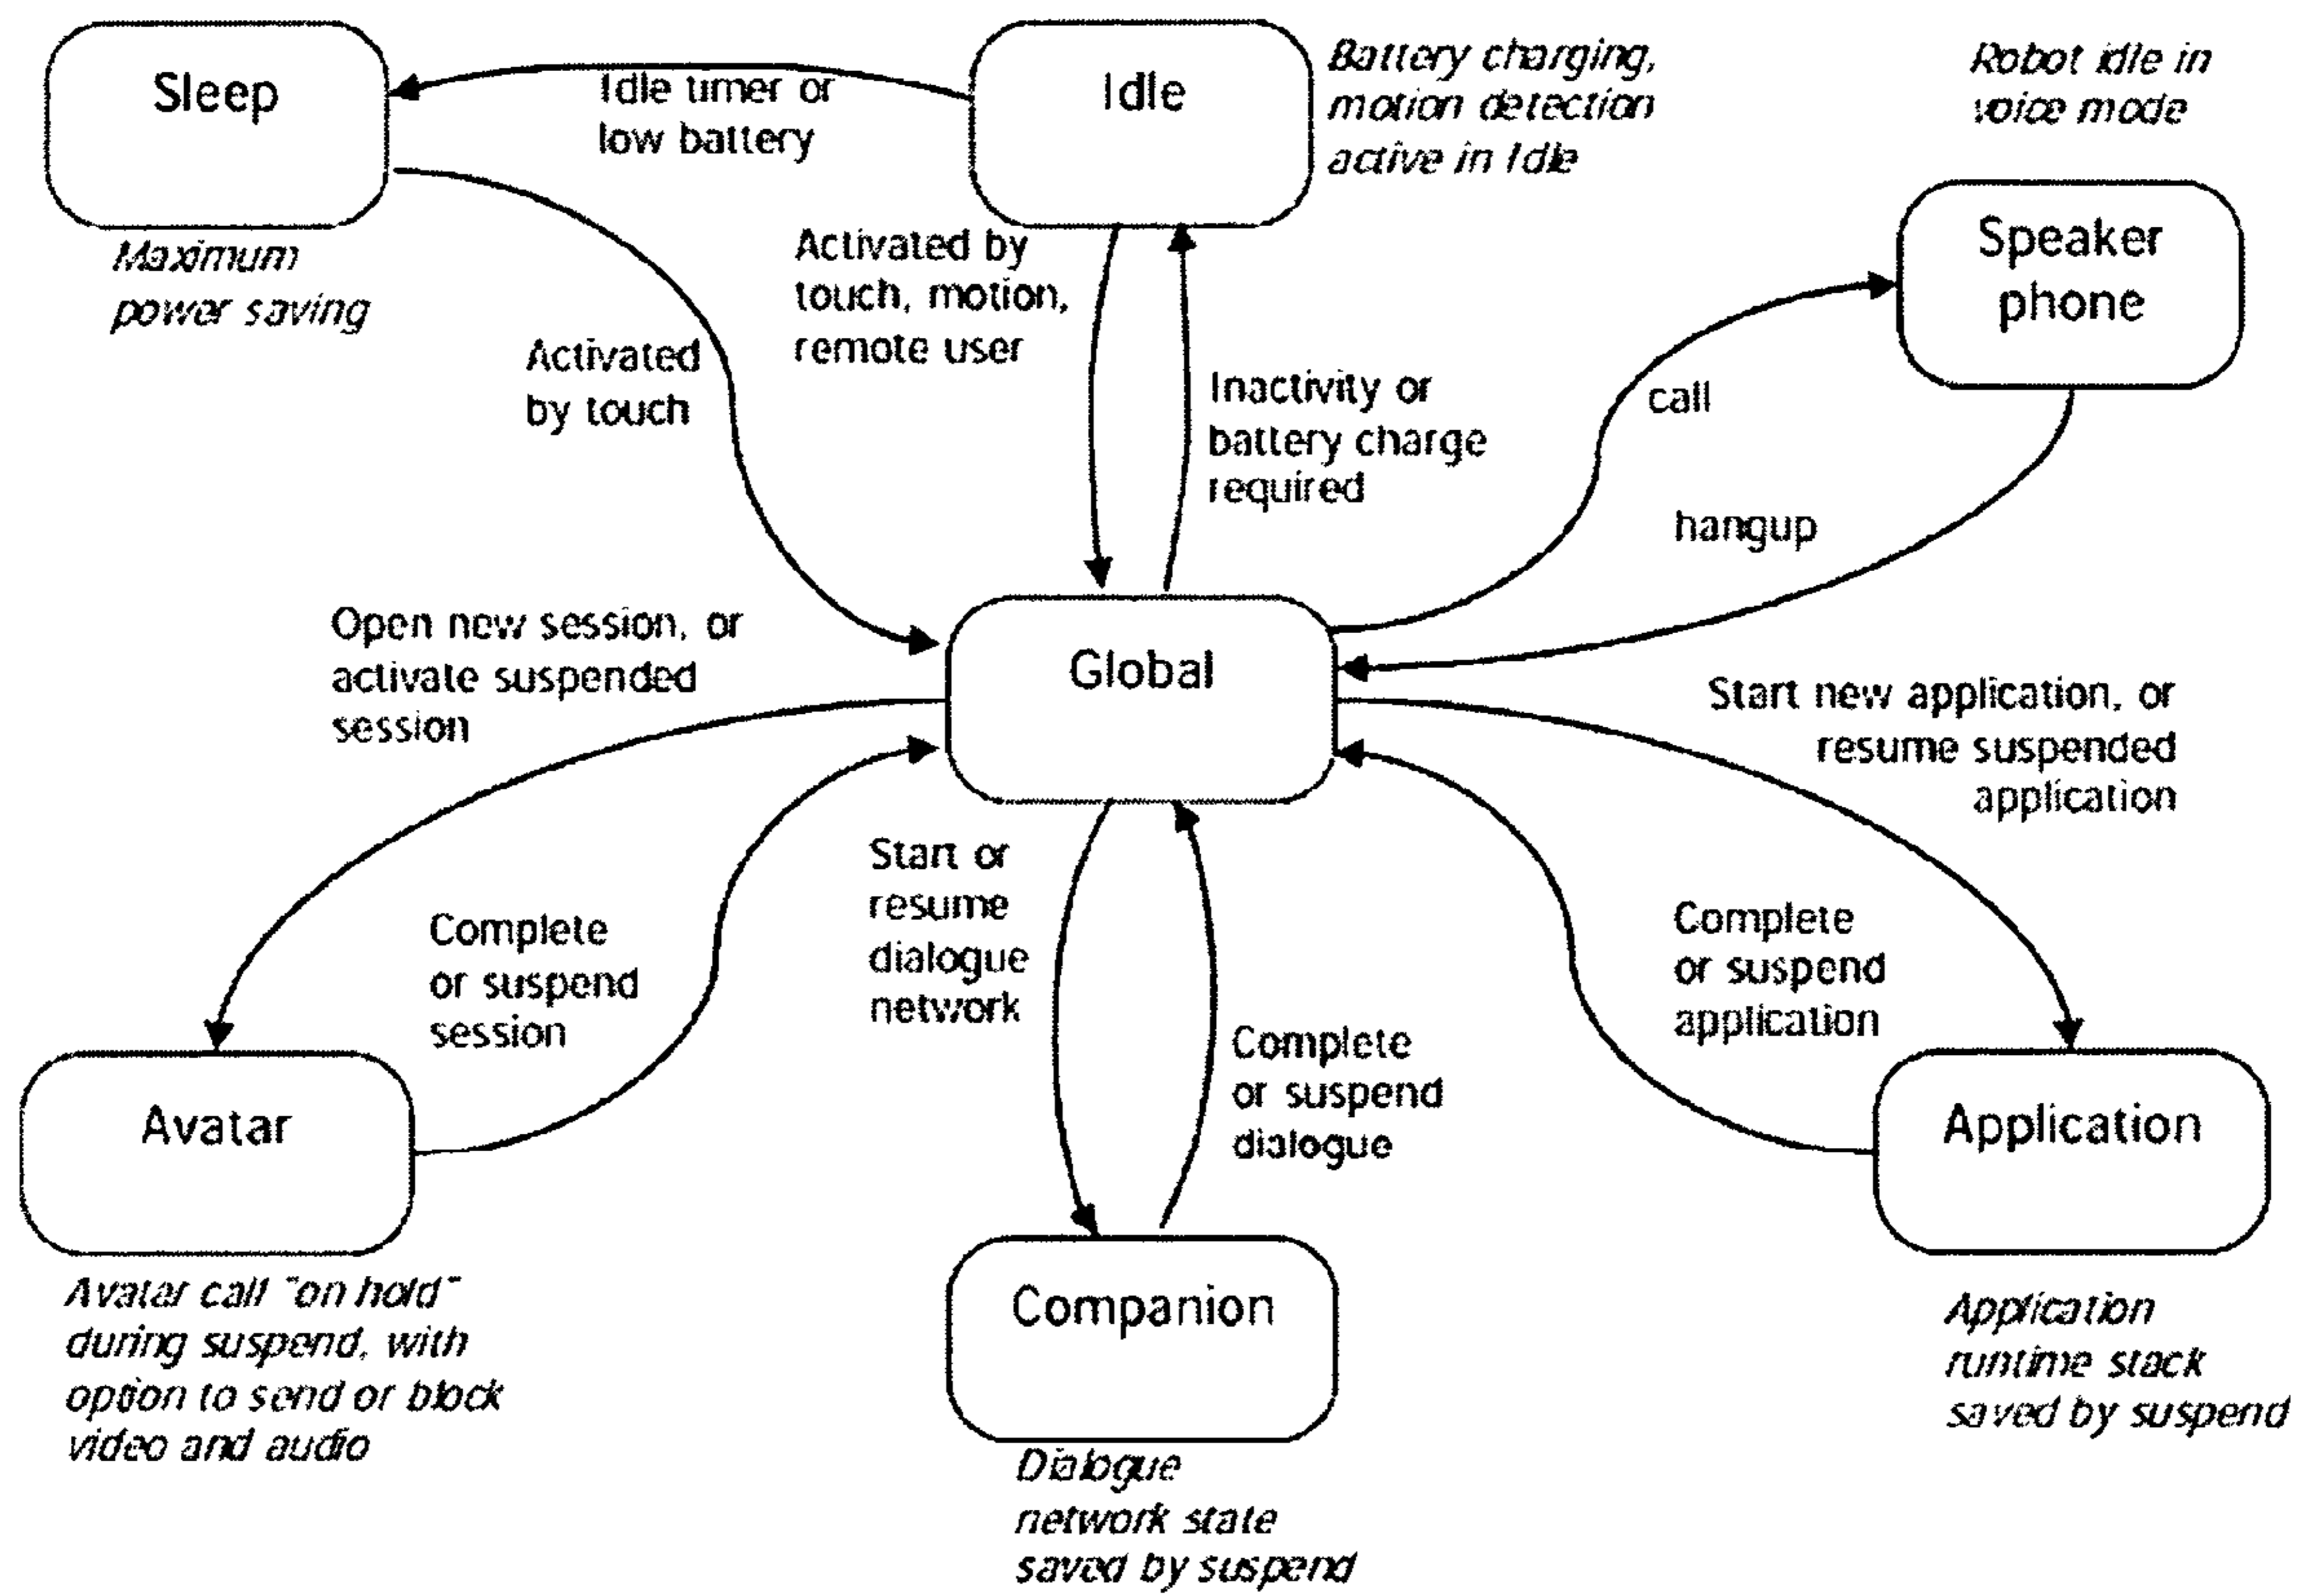 Sleep
Idle timer or
low battery
Idle
Battery charging,
motion detection
active in Idle
Robot idle in
voice mode
Speaker
phone
Maximum
power saving
Activated by
touch, motion,
remote user
Activated
by touch
Inactivity or
battery charge
required
call
hangup
Open new session, or
activate suspended
session
Global
Start new application, or
resume suspended
application
Start or
resume
dialogue
network
Complete
or suspend
session
Complete
or suspend
application
Complete
or suspend
dialogue
Avatar
Application
Companion
Avatar call "on hold"
during suspend, with
option to send or block
video and audio
Application
runtime stack
saved by suspend
Dialogue
network state
saved by suspend